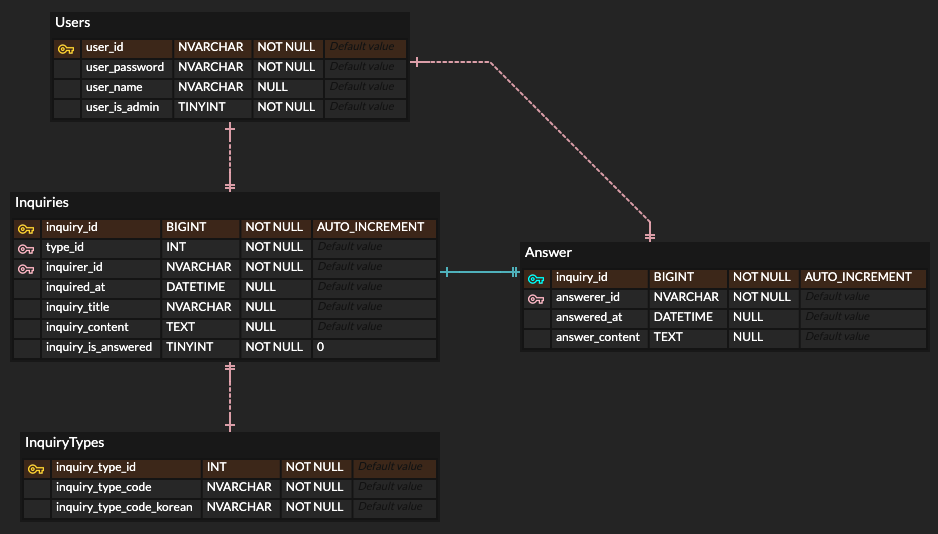 Users
user_id NVARCHAR NOT NULL Default value
user_password NVARCHAR NOT NULL Default value
user_name NVARCHAR NULL Default value
user_is_admin TINYINT NOT NULL Default value
Inquiries
inquiry_id BIGINT NOT NULL AUTO_INCREMENT
type_id INT NOT NULL Default value
inquirer_id NVARCHAR NOT NULL Default value
inquired_at DATETIME NULL Default value
inquiry_title NVARCHAR NULL Default value
inquiry_content TEXT NULL Default value
inquiry_is_answered TINYINT NOT NULL 0
Answer
inquiry_id BIGINT NOT NULL AUTO_INCREMENT
answerer_id NVARCHAR NOT NULL Default value
answered_at DATETIME NULL Default value
answer_content TEXT NULL Default value
InquiryTypes
inquiry_type_id INT NOT NULL Default value
inquiry_type_code NVARCHAR NOT NULL Default value
inquiry_type_code_korean NVARCHAR NOT NULL Default value